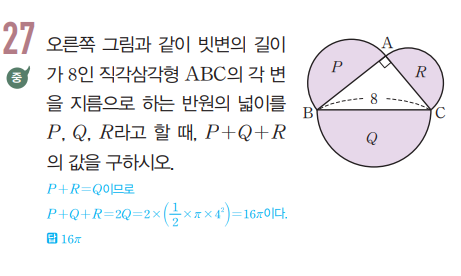 27
중
오른쪽 그림과 같이 빗변의 길이
가 8인 직각삼각형 ABC의 각 변
을 지름으로 하는 반원의 넓이를
P, Q, R라고 할 때, P+Q+R
의 값을 구하시오.
P+R=Q이므로
P+Q+R=2Q=2×(1/2×π×4²)=16π이다.
답 16π
A
P
R
8
B
C
Q